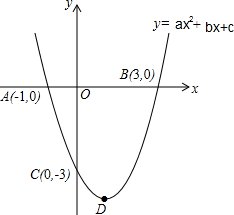 y
y= ax²+ bx+c
B(3,0)
A(-1,0)
O
x
C(0,-3)
D